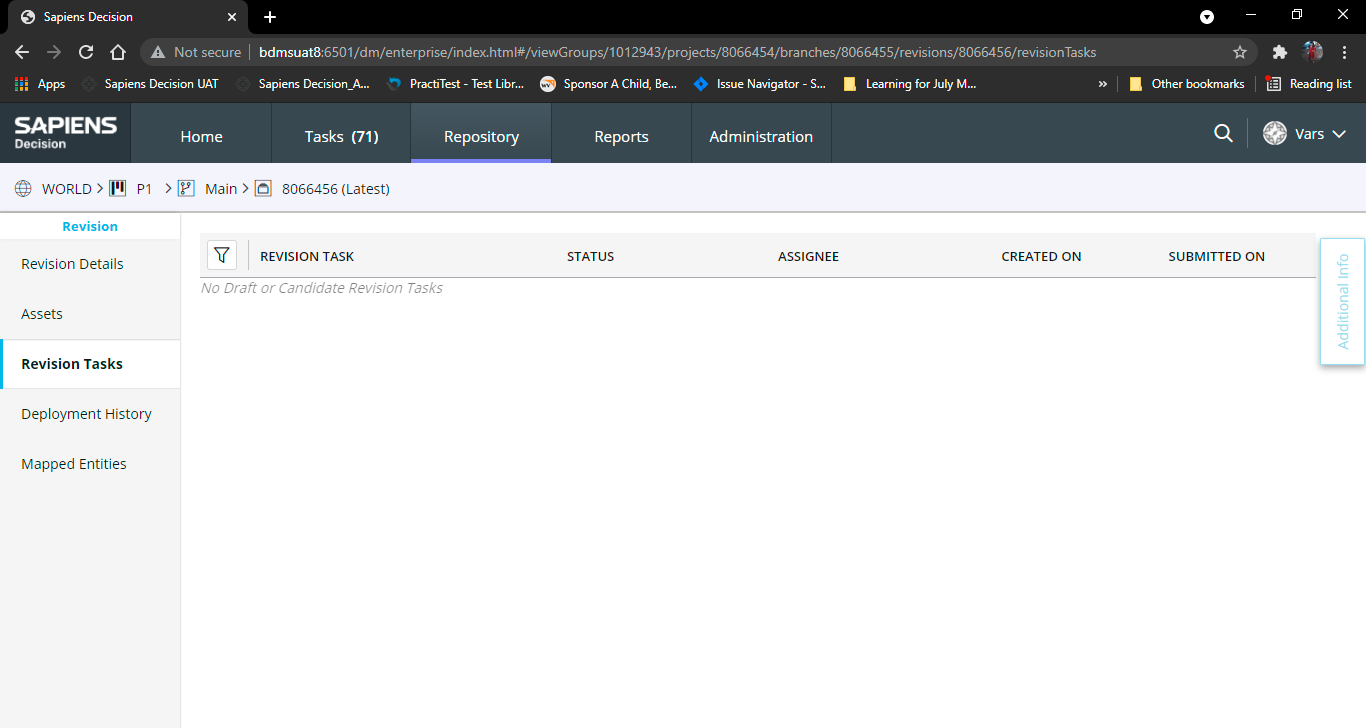 Sapiens Decision
Not secure bdmsuat8:6501/dm/enterprise/index.html#/viewGroups/1012943/projects/8066454/branches/8066455/revisions/8066456/revisionTasks
Apps Sapiens Decision UAT Sapiens Decision_A... PractiTest - Test Libr... Sponsor A Child, Be... Issue Navigator - S... Learning for July M... » Other bookmarks Reading list
SAPIENS
Decision
Home Tasks (71) Repository Reports Administration Vars
WORLD > P1 > Main > 8066456 (Latest)
Revision
Revision Details
Assets
Revision Tasks
Deployment History
Mapped Entities
REVISION TASK STATUS ASSIGNEE CREATED ON SUBMITTED ON
No Draft or Candidate Revision Tasks
Additional Info